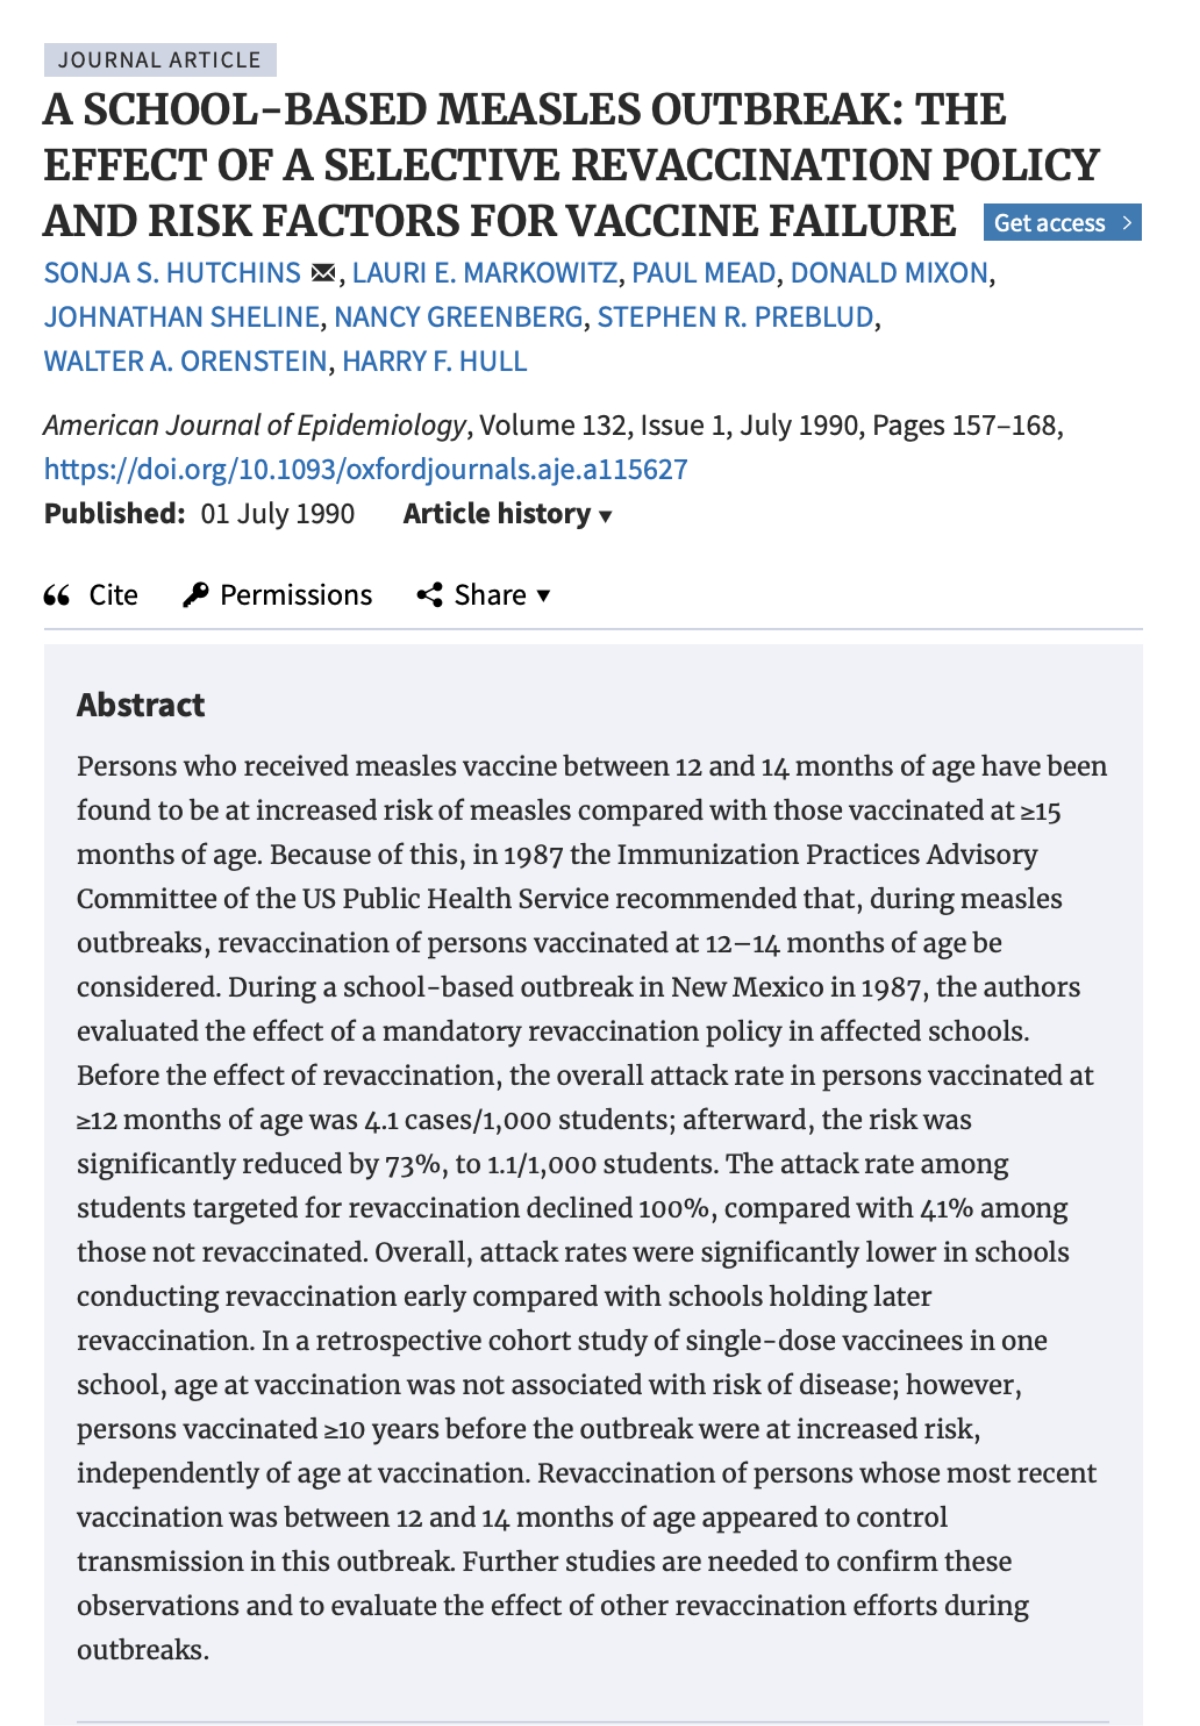 JOURNAL ARTICLE
A SCHOOL-BASED MEASLES OUTBREAK: THE
EFFECT OF A SELECTIVE REVACCINATION POLICY
AND RISK FACTORS FOR VACCINE FAILURE Get access >
SONJA S. HUTCHINS ✉, LAURI E. MARKOWITZ, PAUL MEAD, DONALD MIXON,
JOHNATHAN SHELINE, NANCY GREENBERG, STEPHEN R. PREBLUD,
WALTER A. ORENSTEIN, HARRY F. HULL
American Journal of Epidemiology, Volume 132, Issue 1, July 1990, Pages 157–168,
https://doi.org/10.1093/oxfordjournals.aje.a115627
Published: 01 July 1990 Article history ▾
Cite Permissions Share ▾
Abstract
Persons who received measles vaccine between 12 and 14 months of age have been
found to be at increased risk of measles compared with those vaccinated at ≥15
months of age. Because of this, in 1987 the Immunization Practices Advisory
Committee of the US Public Health Service recommended that, during measles
outbreaks, revaccination of persons vaccinated at 12–14 months of age be
considered. During a school-based outbreak in New Mexico in 1987, the authors
evaluated the effect of a mandatory revaccination policy in affected schools.
Before the effect of revaccination, the overall attack rate in persons vaccinated at
≥12 months of age was 4.1 cases/1,000 students; afterward, the risk was
significantly reduced by 73%, to 1.1/1,000 students. The attack rate among
students targeted for revaccination declined 100%, compared with 41% among
those not revaccinated. Overall, attack rates were significantly lower in schools
conducting revaccination early compared with schools holding later
revaccination. In a retrospective cohort study of single-dose vaccinees in one
school, age at vaccination was not associated with risk of disease; however,
persons vaccinated ≥10 years before the outbreak were at increased risk,
independently of age at vaccination. Revaccination of persons whose most recent
vaccination was between 12 and 14 months of age appeared to control
transmission in this outbreak. Further studies are needed to confirm these
observations and to evaluate the effect of other revaccination efforts during
outbreaks.